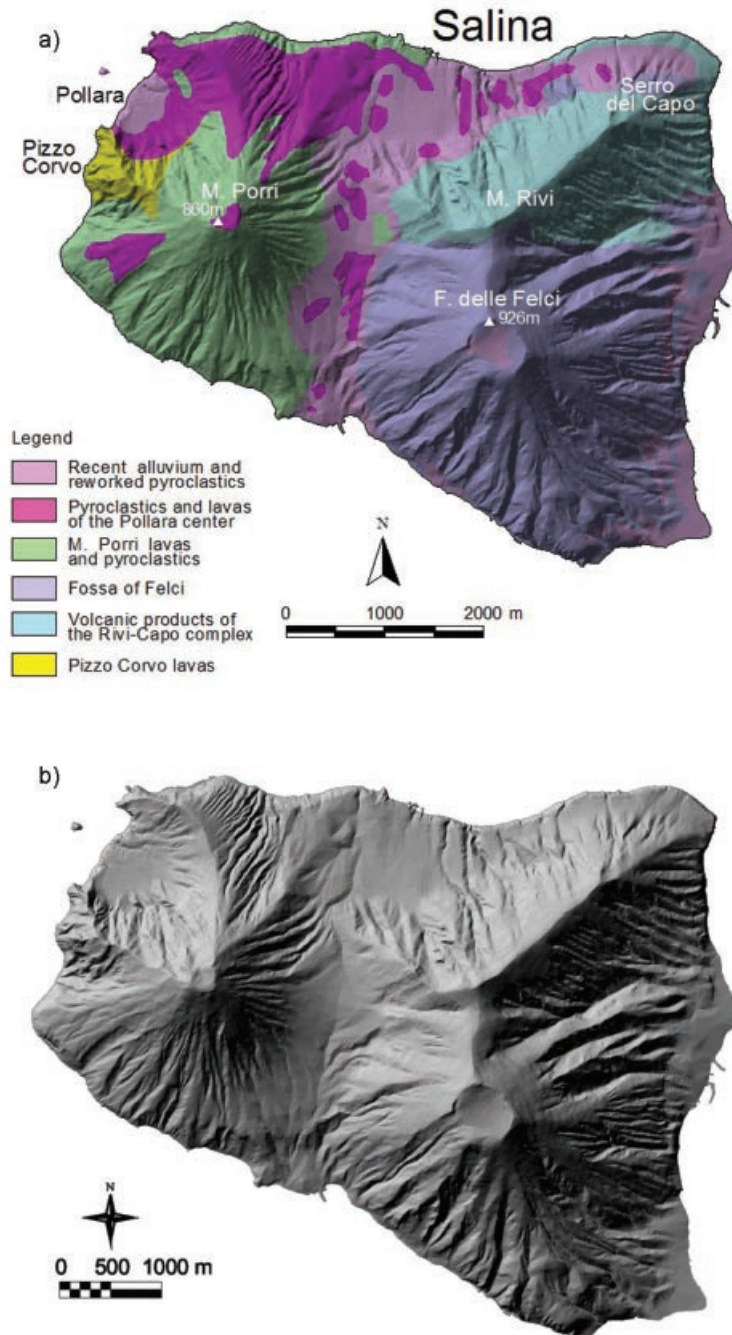 a)
Salina
Pollara
Serro
del Capo
Pizzo
Corvo
M. Porri
860m
M. Rivi
F. delle Felci
926m
Legend
Recent alluvium and
reworked pyroclastics
Pyroclastics and lavas
of the Pollara center
M. Porri lavas
and pyroclastics
Fossa of Felci
Volcanic products of
the Rivi-Capo complex
Pizzo Corvo lavas
N
0 1000 2000 m
b)
N
0 500 1000 m